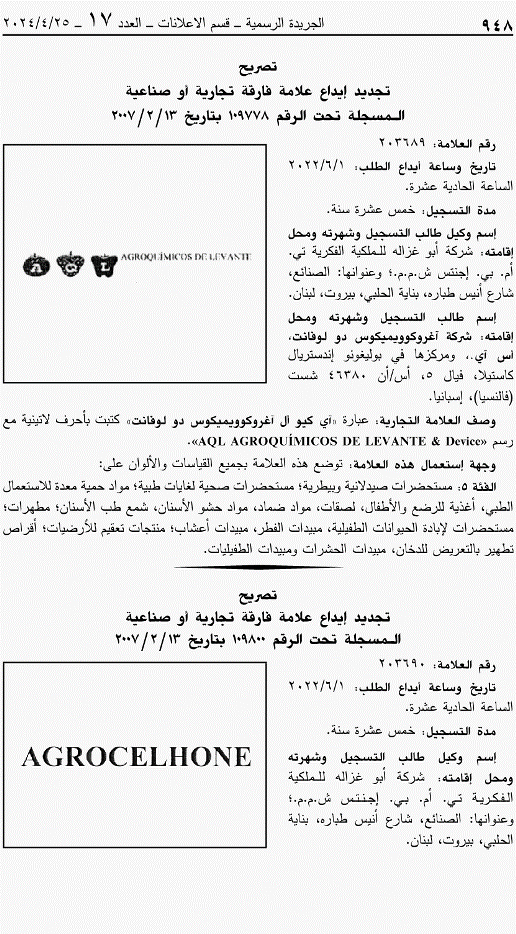 ٩٤٨ الجريدة الرسمية – قسم الاعلانات – العدد ١٧ – ٢٠٢٤/٤/٢٥
تصريح
تجديد إيداع علامة فارقة تجارية أو صناعية
المسجلة تحت الرقم ١٠٩٧٧٨ بتاريخ ٢٠٠٧/٢/١٣
رقم العلامة: ٢٠٣٦٨٩
تاريخ وساعة أيداع الطلب: ٢٠٢٢/٦/١
الساعة الحادية عشرة.
مدة التسجيل: خمس عشرة سنة.
إسم وكيل طالب التسجيل وشهرته ومحل
إقامته: شركة أبو غزاله للملكية الفكرية تي.
أم. بي. إجنتس ش.م.م.؛ وعنوانها: الصنائع،
شارع أنيس طباره، بناية الحلبي، بيروت، لبنان.
إسم طالب التسجيل وشهرته ومحل
إقامته: شركة آغروكوويميكوس دو لوفانت،
أس آي.، ومركزها في بوليغونو إندستريال
كاستيلا، فيال ٥، أس/أن ٤٦٣٨٠ شست
(فالنسيا)، إسبانيا.
A Q L AGROQUÍMICOS DE LEVANTE
وصف العلامة التجارية: عبارة «آي كيو آل آغروكوويميكوس دو لوفانت» كتبت بأحرف لاتينية مع
رسم «AQL AGROQUÍMICOS DE LEVANTE & Device».
وجهة إستعمال هذه العلامة: توضع هذه العلامة بجميع القياسات والألوان على:
الفئة ٥: مستحضرات صيدلانية وبيطرية؛ مستحضرات صحية لغايات طبية؛ مواد حمية معدة للاستعمال
الطبي، أغذية للرضع والأطفال، لصقات، مواد ضماد، مواد حشو الأسنان، شمع طب الأسنان؛ مطهرات؛
مستحضرات لإبادة الحيوانات الطفيلية، مبيدات الفطر، مبيدات أعشاب؛ منتجات تعقيم للأرضيات؛ أقراص
تطهير بالتعريض للدخان، مبيدات الحشرات ومبيدات الطفيليات.
تصريح
تجديد إيداع علامة فارقة تجارية أو صناعية
المسجلة تحت الرقم ١٠٩٨٠٠ بتاريخ ٢٠٠٧/٢/١٣
رقم العلامة: ٢٠٣٦٩٠
تاريخ وساعة أيداع الطلب: ٢٠٢٢/٦/١
الساعة الحادية عشرة.
مدة التسجيل: خمس عشرة سنة.
إسم وكيل طالب التسجيل وشهرته
ومحل إقامته: شركة أبو غزاله للملكية
الفكرية تي. أم. بي. إجنتس ش.م.م.؛
وعنوانها: الصنائع، شارع أنيس طباره، بناية
الحلبي، بيروت، لبنان.
AGROCELHONE